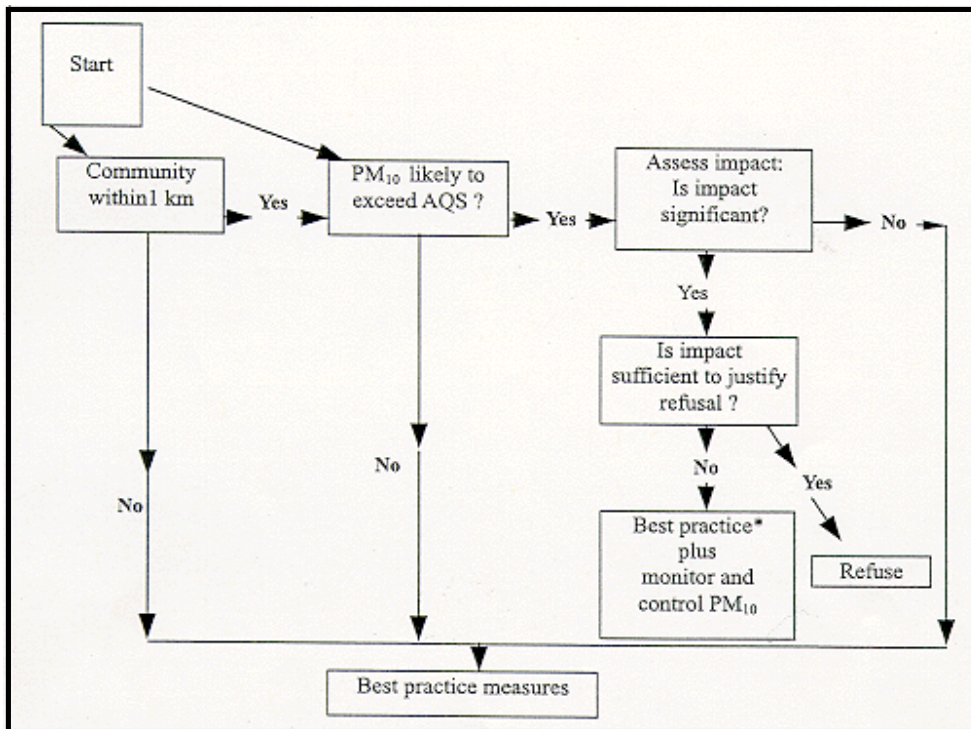 Start
Community
within1 km
Yes
PM₁₀ likely to
exceed AQS ?
Yes
Assess impact:
Is impact
significant?
No
Yes
Is impact
sufficient to justify
refusal ?
No
Yes
No
No
Best practice*
plus
monitor and
control PM₁₀
Refuse
Best practice measures